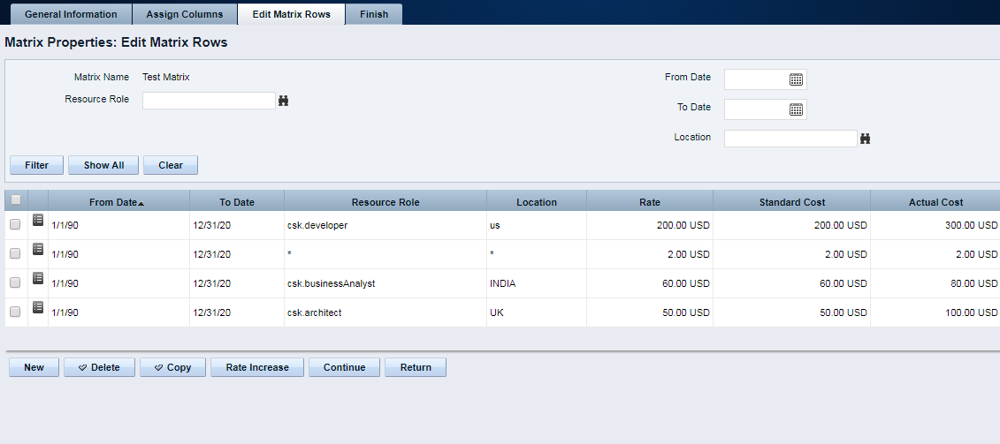 General Information Assign Columns Edit Matrix Rows Finish
Matrix Properties: Edit Matrix Rows
Matrix Name Test Matrix From Date
Resource Role
To Date
Location
Filter Show All Clear
From Date To Date Resource Role Location Rate Standard Cost Actual Cost
1/1/90 12/31/20 csk.developer us 200.00 USD 200.00 USD 300.00 USD
1/1/90 12/31/20 * * 2.00 USD 2.00 USD 2.00 USD
1/1/90 12/31/20 csk.businessAnalyst INDIA 60.00 USD 60.00 USD 80.00 USD
1/1/90 12/31/20 csk.architect UK 50.00 USD 50.00 USD 100.00 USD
New Delete Copy Rate Increase Continue Return